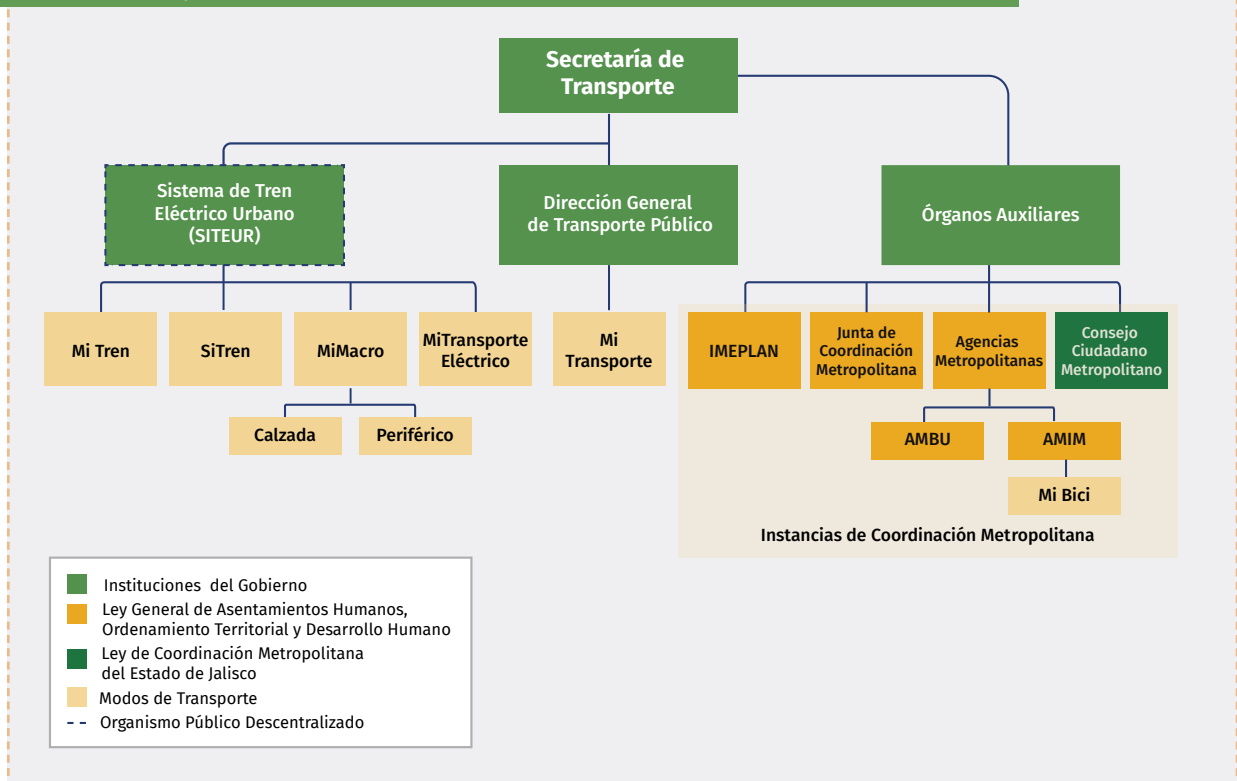 Secretaría de
Transporte
Sistema de Tren
Eléctrico Urbano
(SITEUR)
Dirección General
de Transporte Público
Órganos Auxiliares
Mi Tren
SiTren
MiMacro
MiTransporte
Eléctrico
Mi
Transporte
IMEPLAN
Junta de
Coordinación
Metropolitana
Agencias
Metropolitanas
Consejo
Ciudadano
Metropolitano
Calzada
Periférico
AMBU
AMIM
Mi Bici
Instancias de Coordinación Metropolitana
Instituciones del Gobierno
Ley General de Asentamientos Humanos,
Ordenamiento Territorial y Desarrollo Humano
Ley de Coordinación Metropolitana
del Estado de Jalisco
Modos de Transporte
Organismo Público Descentralizado